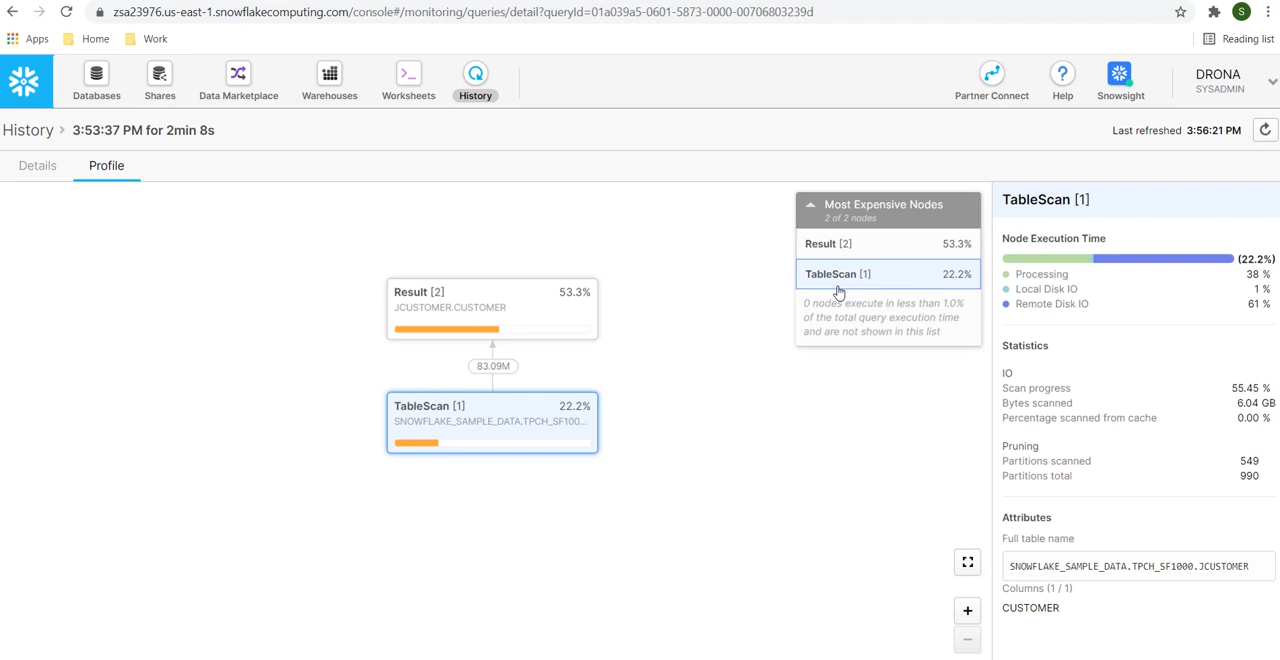 zsa23976.us-east-1.snowflakecomputing.com/console#/monitoring/queries/detail?queryId=01a039a5-0601-5873-0000-00706803239d
S
Apps Home Work Reading list
Databases Shares Data Marketplace Warehouses Worksheets History Partner Connect Help Snowsight
DRONA
SYSADMIN
History > 3:53:37 PM for 2min 8s Last refreshed 3:56:21 PM
Details Profile
Most Expensive Nodes
2 of 2 nodes
Result [2] 53.3%
TableScan [1] 22.2%
0 nodes execute in less than 1.0%
of the total query execution time
and are not shown in this list
Result [2] 53.3%
JCUSTOMER.CUSTOMER
83.09M
TableScan [1] 22.2%
SNOWFLAKE_SAMPLE_DATA.TPCH_SF100...
+
−
TableScan [1]
Node Execution Time
(22.2%)
Processing 38 %
Local Disk IO 1 %
Remote Disk IO 61 %
Statistics
IO
Scan progress 55.45 %
Bytes scanned 6.04 GB
Percentage scanned from cache 0.00 %
Pruning
Partitions scanned 549
Partitions total 990
Attributes
Full table name
SNOWFLAKE_SAMPLE_DATA.TPCH_SF1000.JCUSTOMER
Columns (1 / 1)
CUSTOMER